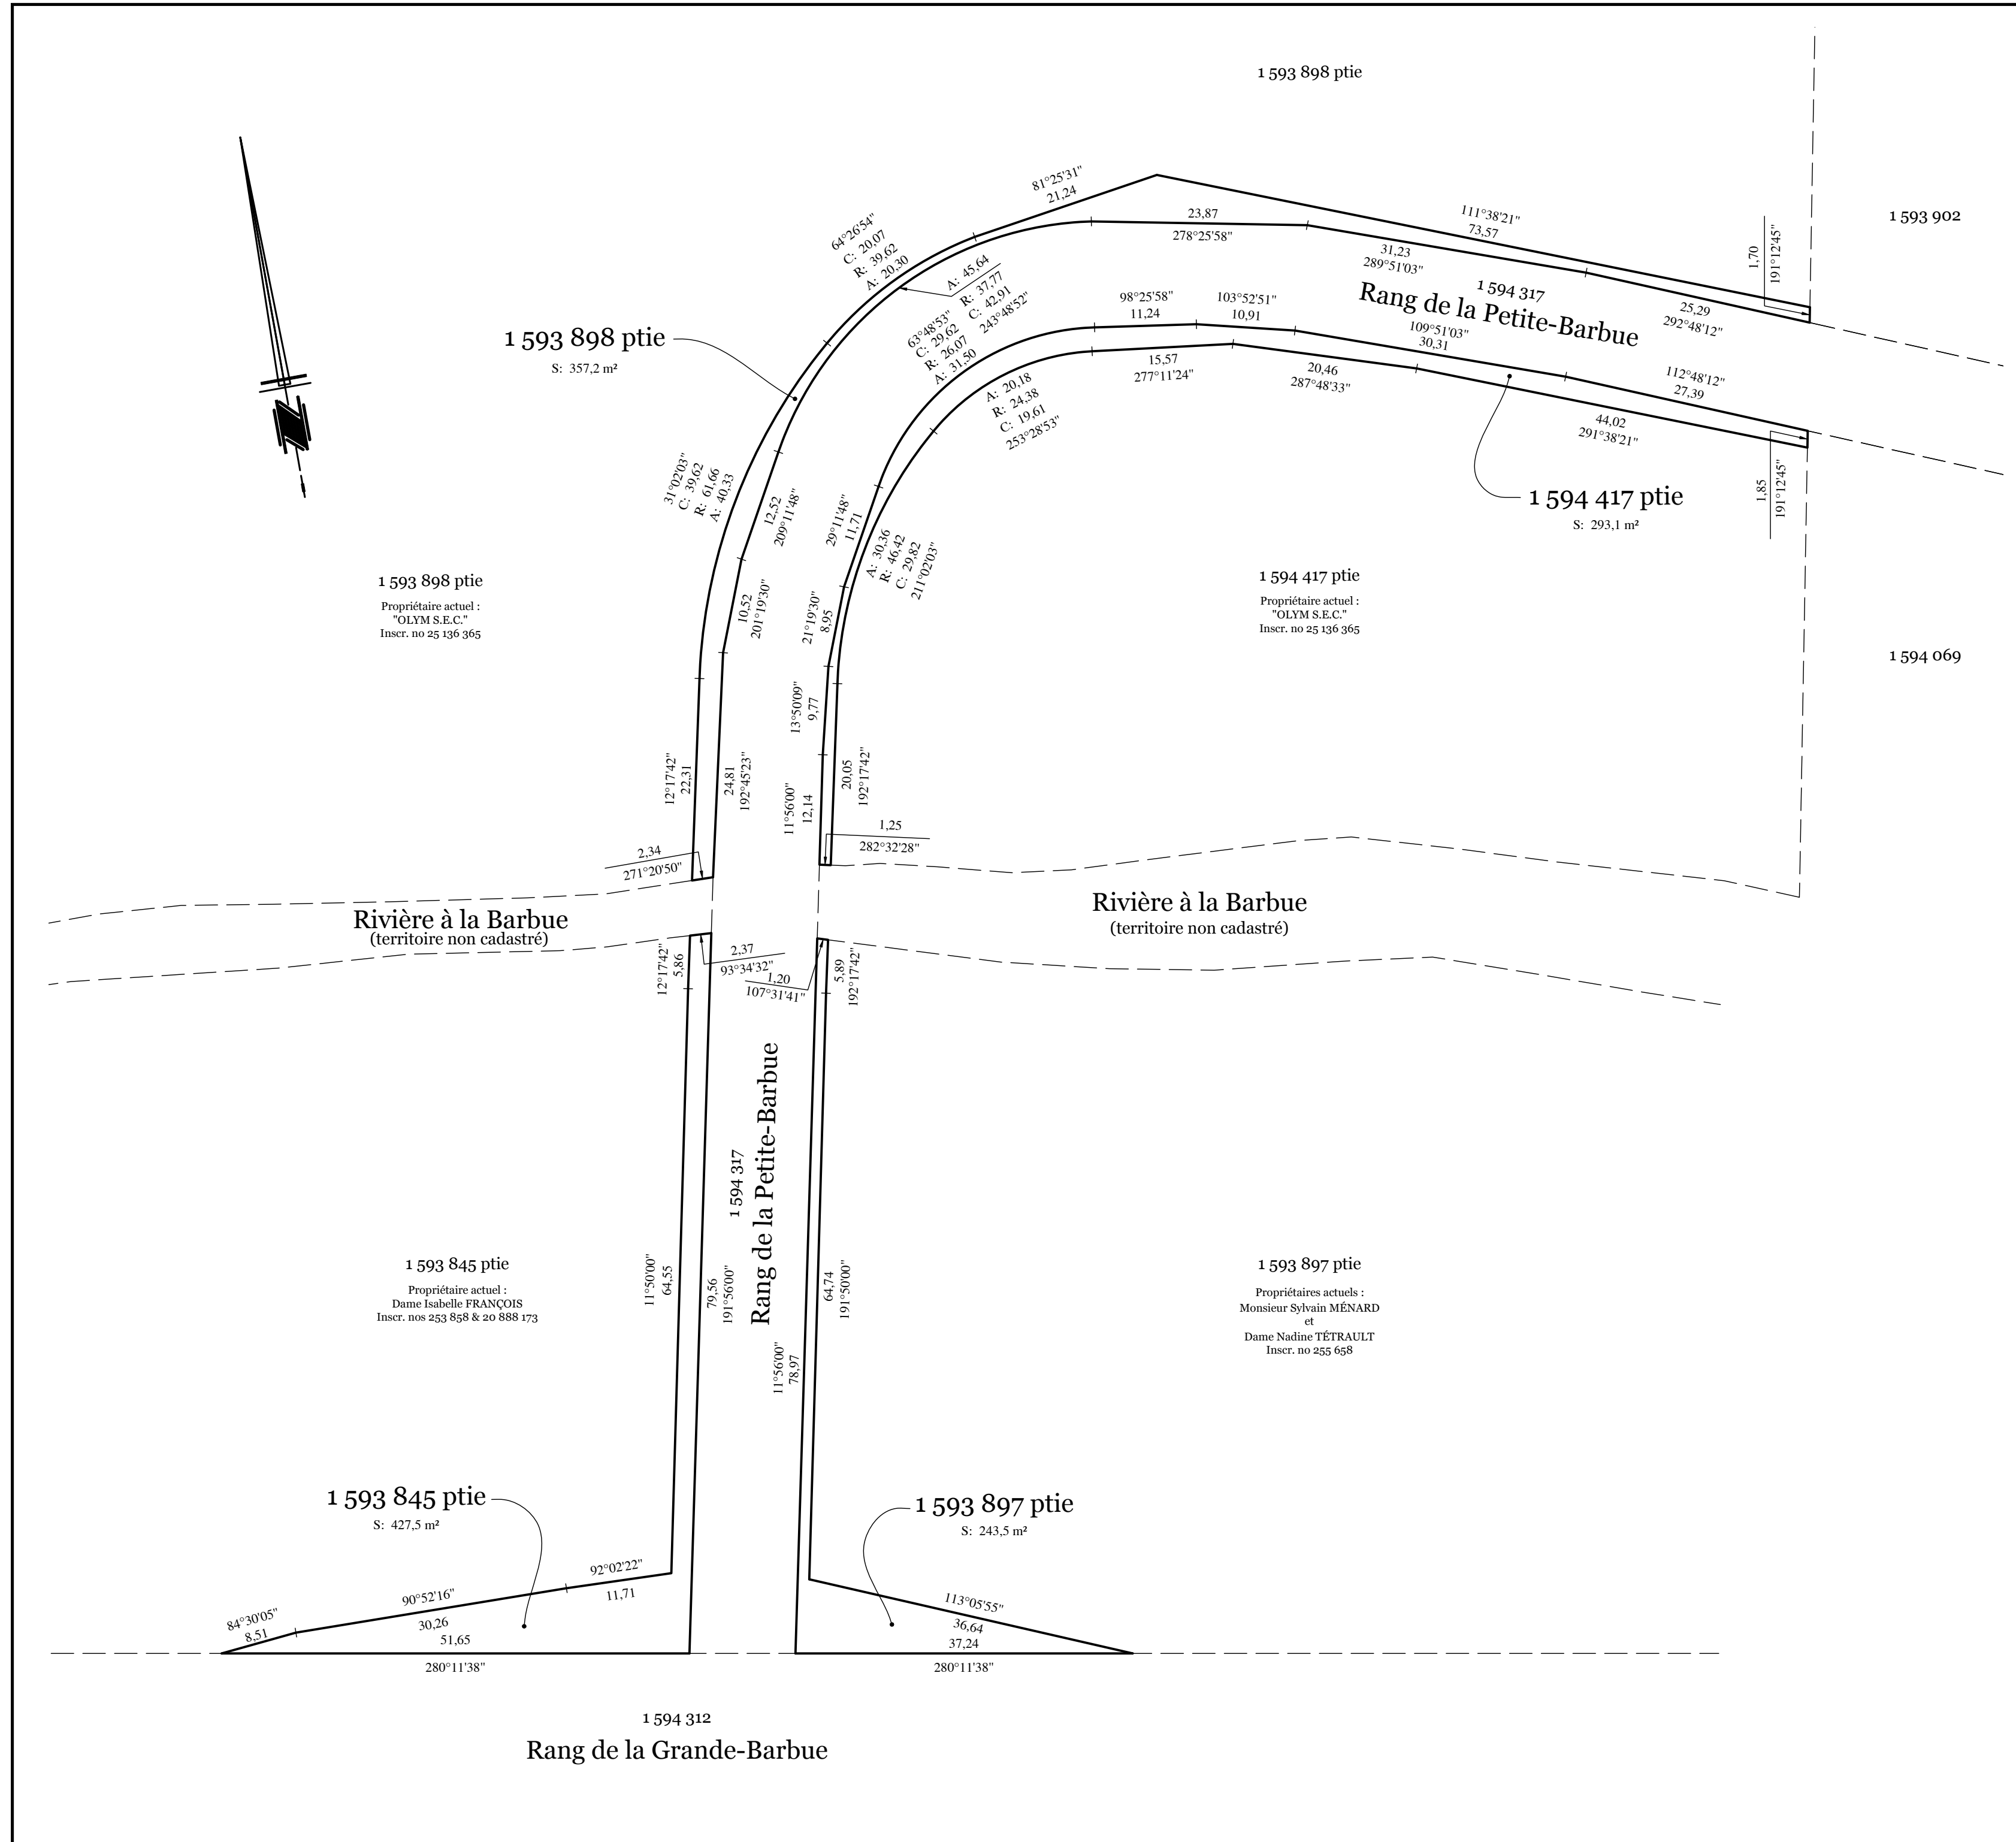 1 593 898 ptie
81°25'31"
21,24
111°38'21"
73,57
1,70
191°12'45"
1 593 902
64°26'54"
C: 20,07
R: 39,62
A: 20,30
23,87
278°25'58"
31,23
289°51'03"
1 594 317
Rang de la Petite-Barbue
25,29
292°48'12"
A: 45,64
R: 37,77
C: 42,91
243°48'52"
63°48'53"
C: 29,62
R: 26,07
A: 31,50
98°25'58"
11,24
103°52'51"
10,91
109°51'03"
30,31
112°48'12"
27,39
1 593 898 ptie
S: 357,2 m²
A: 20,18
R: 24,38
C: 19,61
253°28'53"
15,57
277°11'24"
20,46
287°48'33"
44,02
291°38'21"
1,85
191°12'45"
1 594 417 ptie
S: 293,1 m²
31°02'03"
C: 39,62
R: 61,66
A: 40,33
12,52
209°11'48"
29°11'48"
11,71
A: 30,36
R: 46,42
C: 29,82
211°02'03"
1 593 898 ptie
Propriétaire actuel :
"OLYM S.E.C."
Inscr. no 25 136 365
10,52
201°19'30"
21°19'30"
8,95
1 594 417 ptie
Propriétaire actuel :
"OLYM S.E.C."
Inscr. no 25 136 365
1 594 069
13°50'09"
9,77
12°17'42"
22,31
24,81
192°45'23"
11°56'00"
12,14
20,05
192°17'42"
1,25
282°32'28"
2,34
271°20'50"
Rivière à la Barbue
(territoire non cadastré)
Rivière à la Barbue
(territoire non cadastré)
12°17'42"
5,86
2,37
93°34'32"
1,20
107°31'41"
5,89
192°17'42"
1 594 317
Rang de la Petite-Barbue
11°50'00"
64,55
79,56
191°56'00"
64,74
191°50'00"
11°56'00"
78,97
1 593 845 ptie
Propriétaire actuel :
Dame Isabelle FRANÇOIS
Inscr. nos 253 858 & 20 888 173
1 593 897 ptie
Propriétaires actuels :
Monsieur Sylvain MÉNARD
et
Dame Nadine TÉTRAULT
Inscr. no 255 658
1 593 845 ptie
S: 427,5 m²
1 593 897 ptie
S: 243,5 m²
84°30'05"
8,51
90°52'16"
30,26
92°02'22"
11,71
51,65
280°11'38"
113°05'55"
36,64
37,24
280°11'38"
1 594 312
Rang de la Grande-Barbue